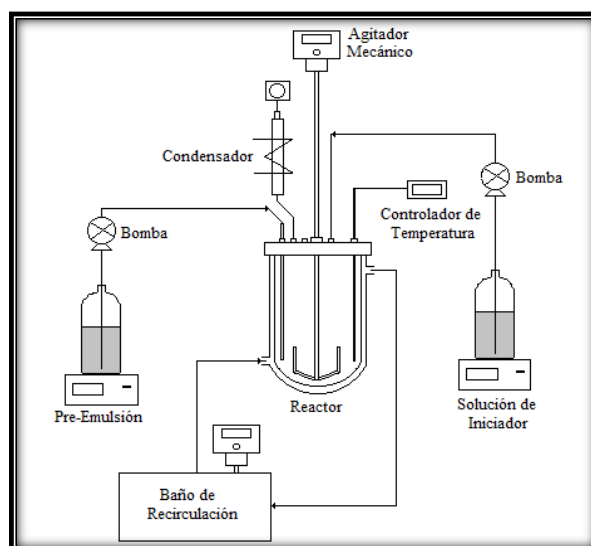 Agitador
Mecánico
Condensador
Bomba
Controlador de
Temperatura
Bomba
Reactor
Pre-Emulsión
Solución de
Iniciador
Baño de
Recirculación